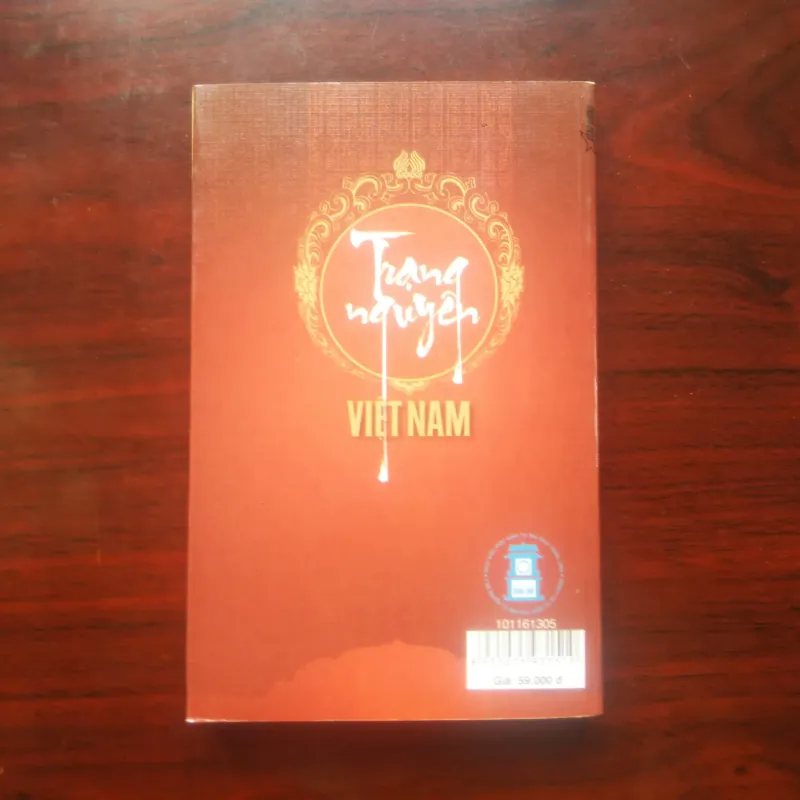 Trạng
nguyên
VIỆT NAM
101161305
Giá: 59.000 đ